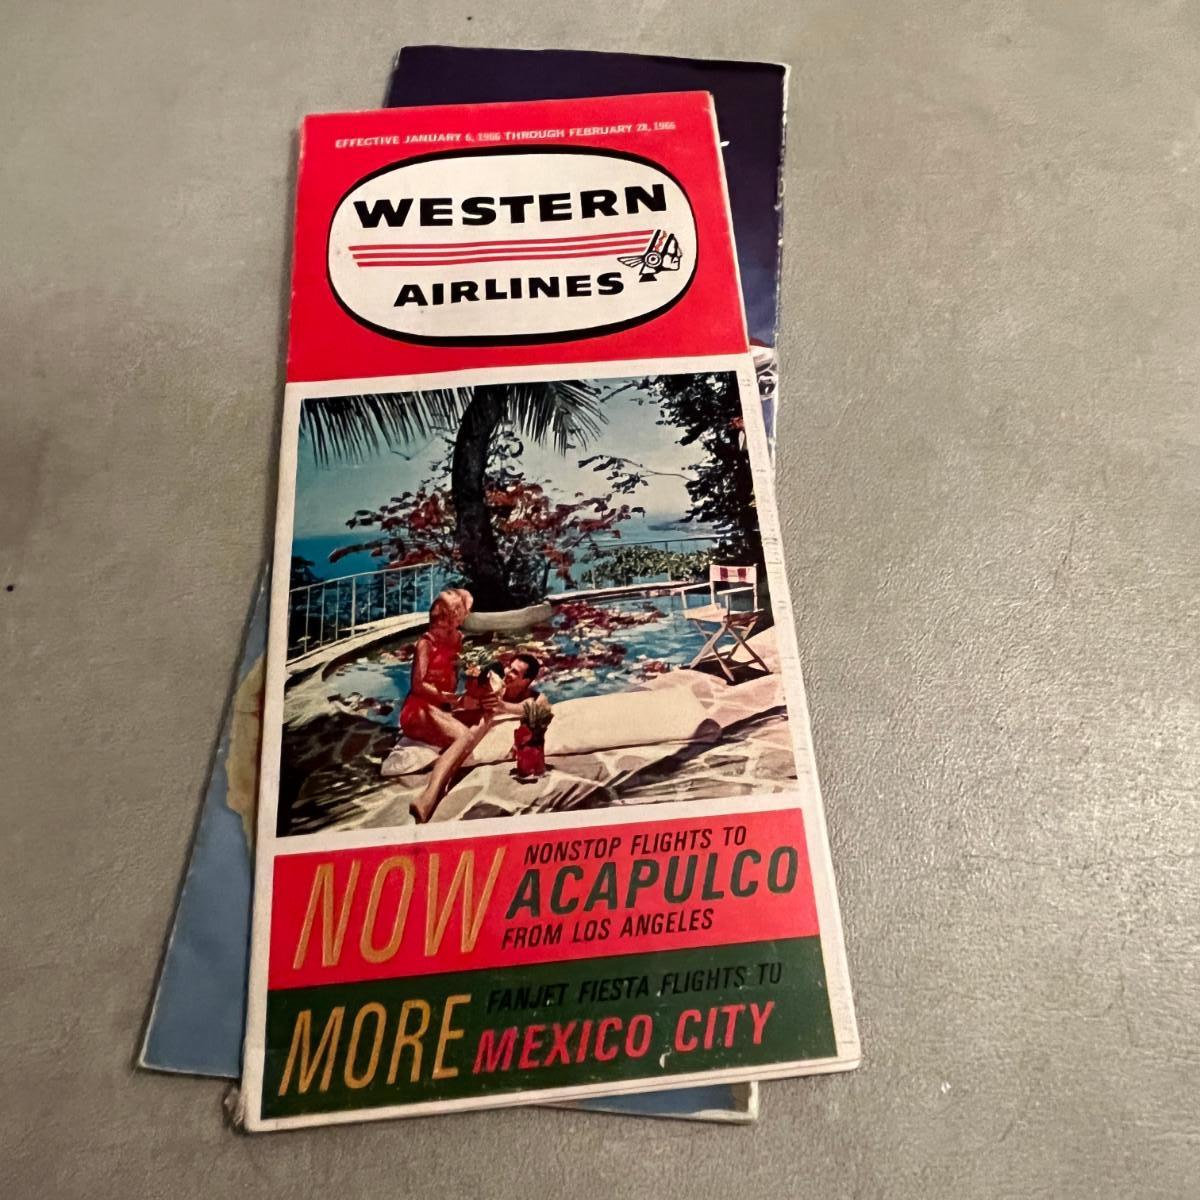 EFFECTIVE JANUARY 6, 1966 THROUGH FEBRUARY 28, 1966
WESTERN
AIRLINES
NOW
NONSTOP FLIGHTS TO
ACAPULCO
FROM LOS ANGELES
MORE
FANJET FIESTA FLIGHTS TO
MEXICO CITY